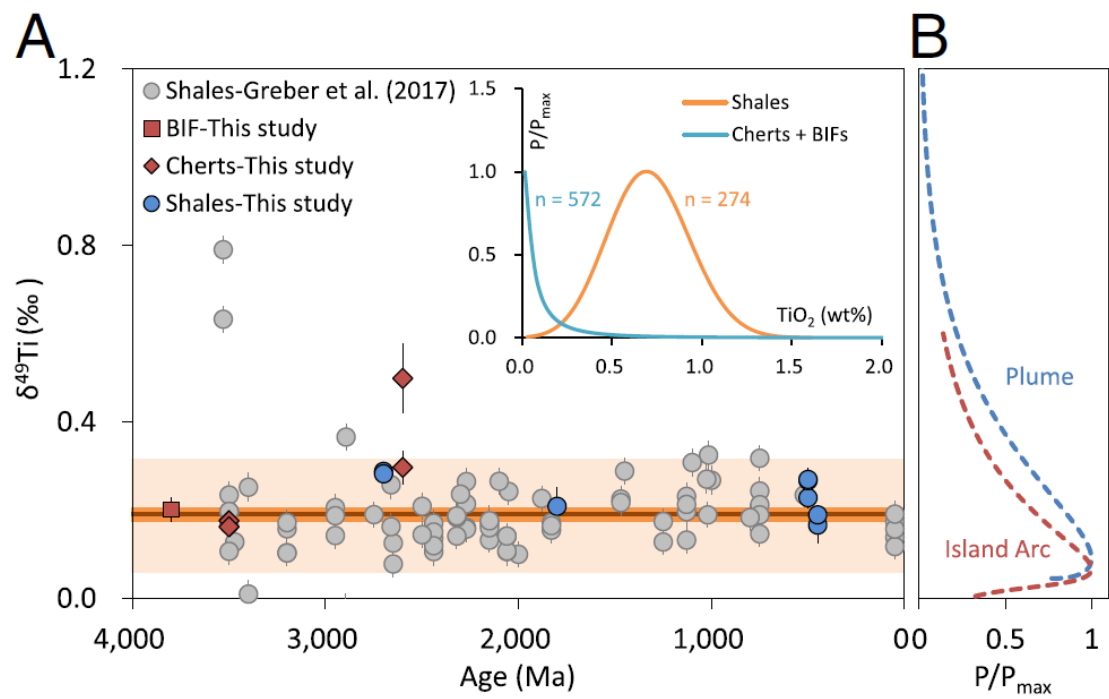 A
B
1.2
0.8
0.4
0.0
δ⁴⁹Ti (‰)
Shales-Greber et al. (2017)
BIF-This study
Cherts-This study
Shales-This study
1.5
1.0
0.5
0.0
P/Pmax
Shales
Cherts + BIFs
n = 572
n = 274
TiO₂ (wt%)
0.0
0.5
1.0
1.5
2.0
Plume
Island Arc
4,000
3,000
2,000
1,000
0
Age (Ma)
0
0.5
1
P/Pmax